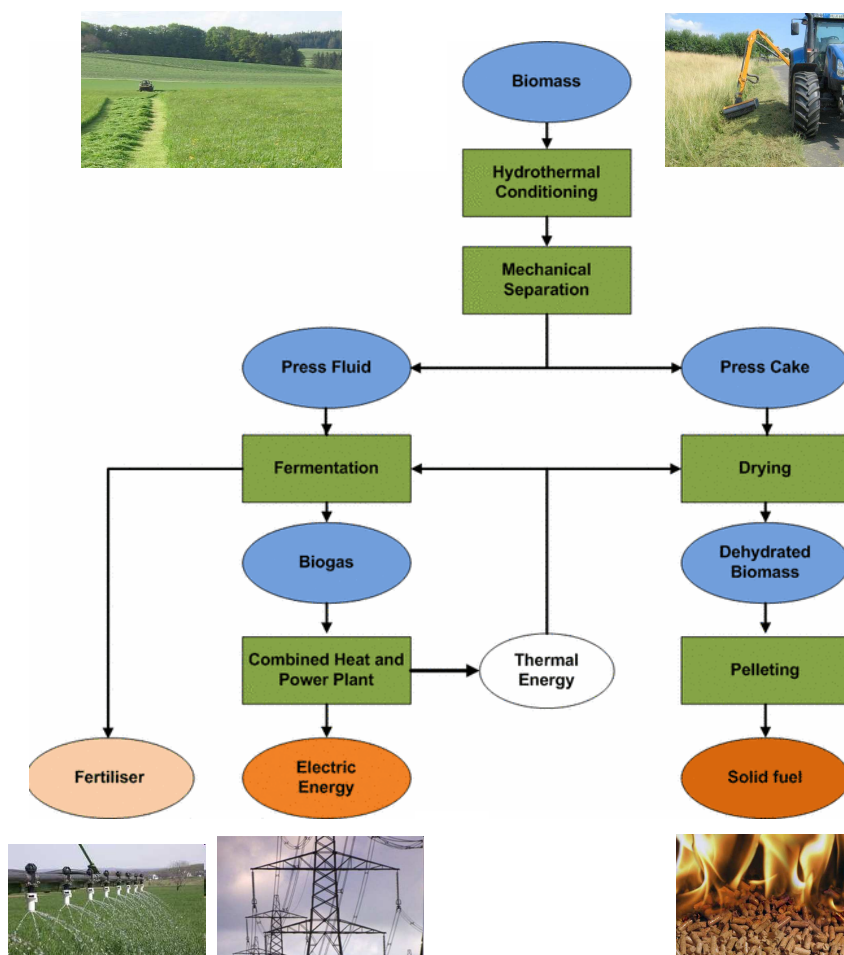 Biomass
Hydrothermal
Conditioning
Mechanical
Separation
Press Fluid
Press Cake
Fermentation
Drying
Biogas
Dehydrated
Biomass
Combined Heat and
Power Plant
Thermal
Energy
Pelleting
Fertiliser
Electric
Energy
Solid fuel